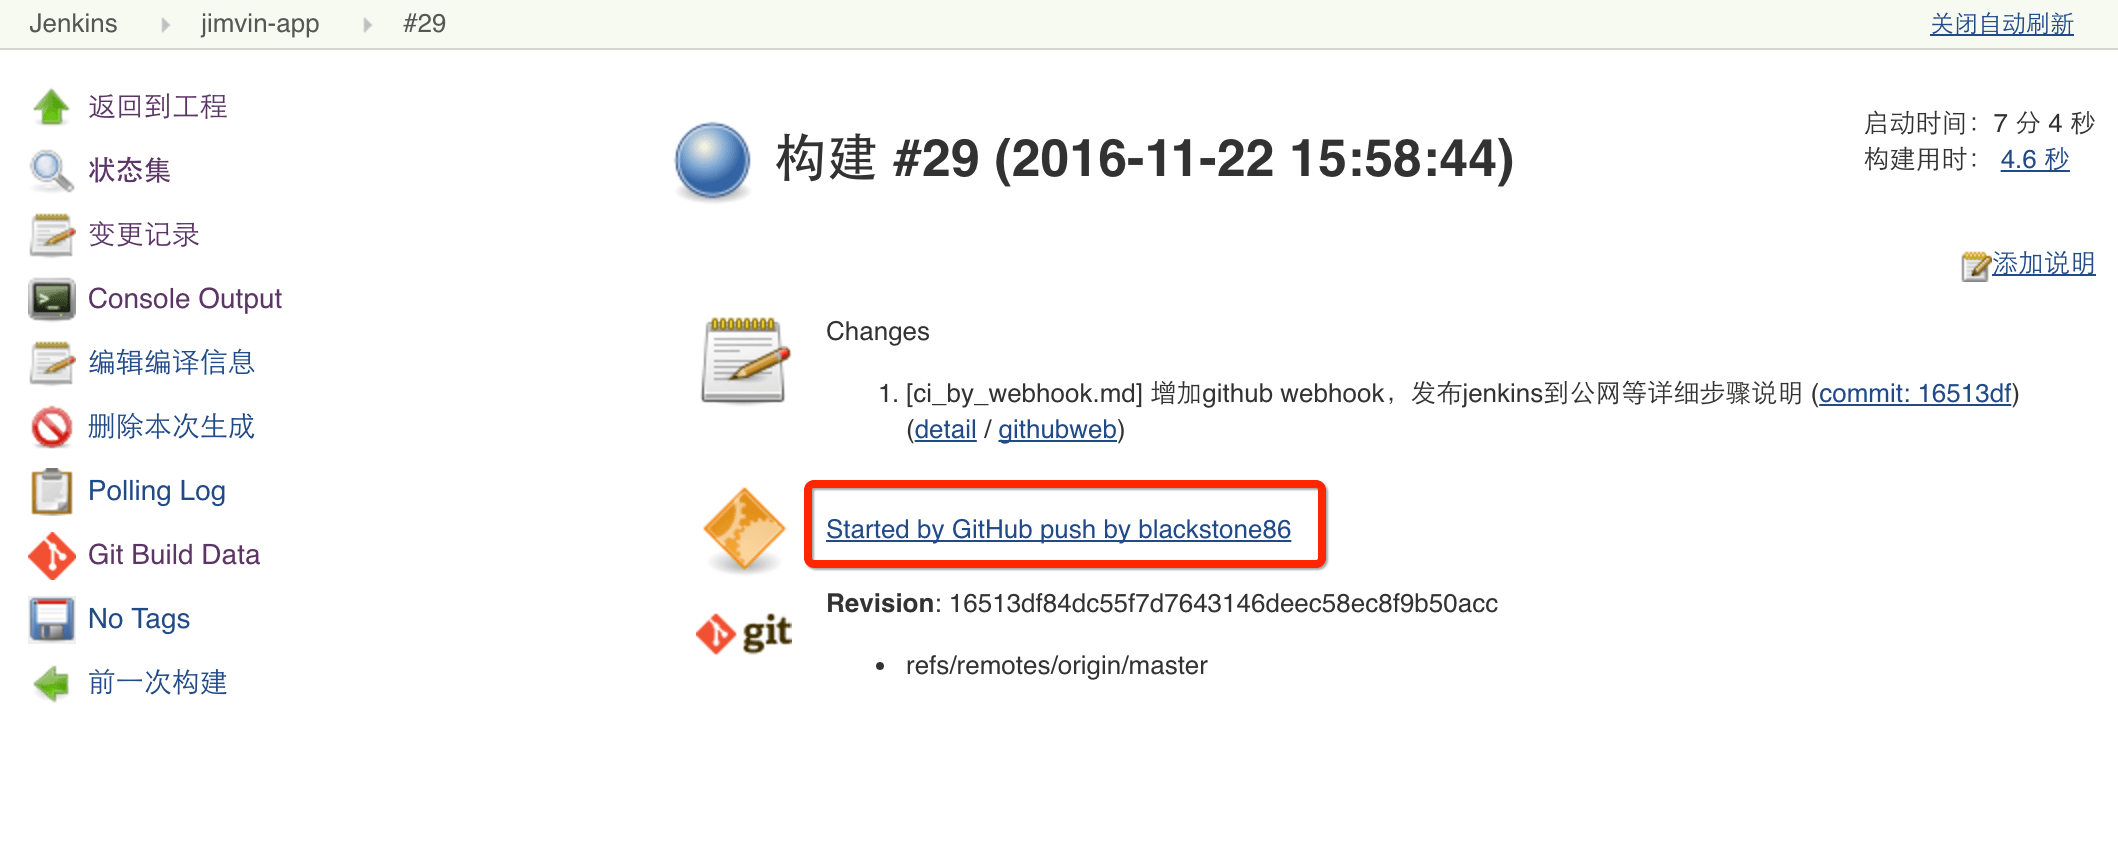 Jenkins jimvin-app #29 关闭自动刷新
返回到工程
状态集
变更记录
Console Output
编辑编译信息
删除本次生成
Polling Log
Git Build Data
No Tags
前一次构建
构建 #29 (2016-11-22 15:58:44)
启动时间：7 分 4 秒
构建用时： 4.6 秒
添加说明
Changes
1. [ci_by_webhook.md] 增加github webhook，发布jenkins到公网等详细步骤说明 (commit: 16513df)
(detail / githubweb)
Started by GitHub push by blackstone86
git
Revision: 16513df84dc55f7d7643146deec58ec8f9b50acc
• refs/remotes/origin/master